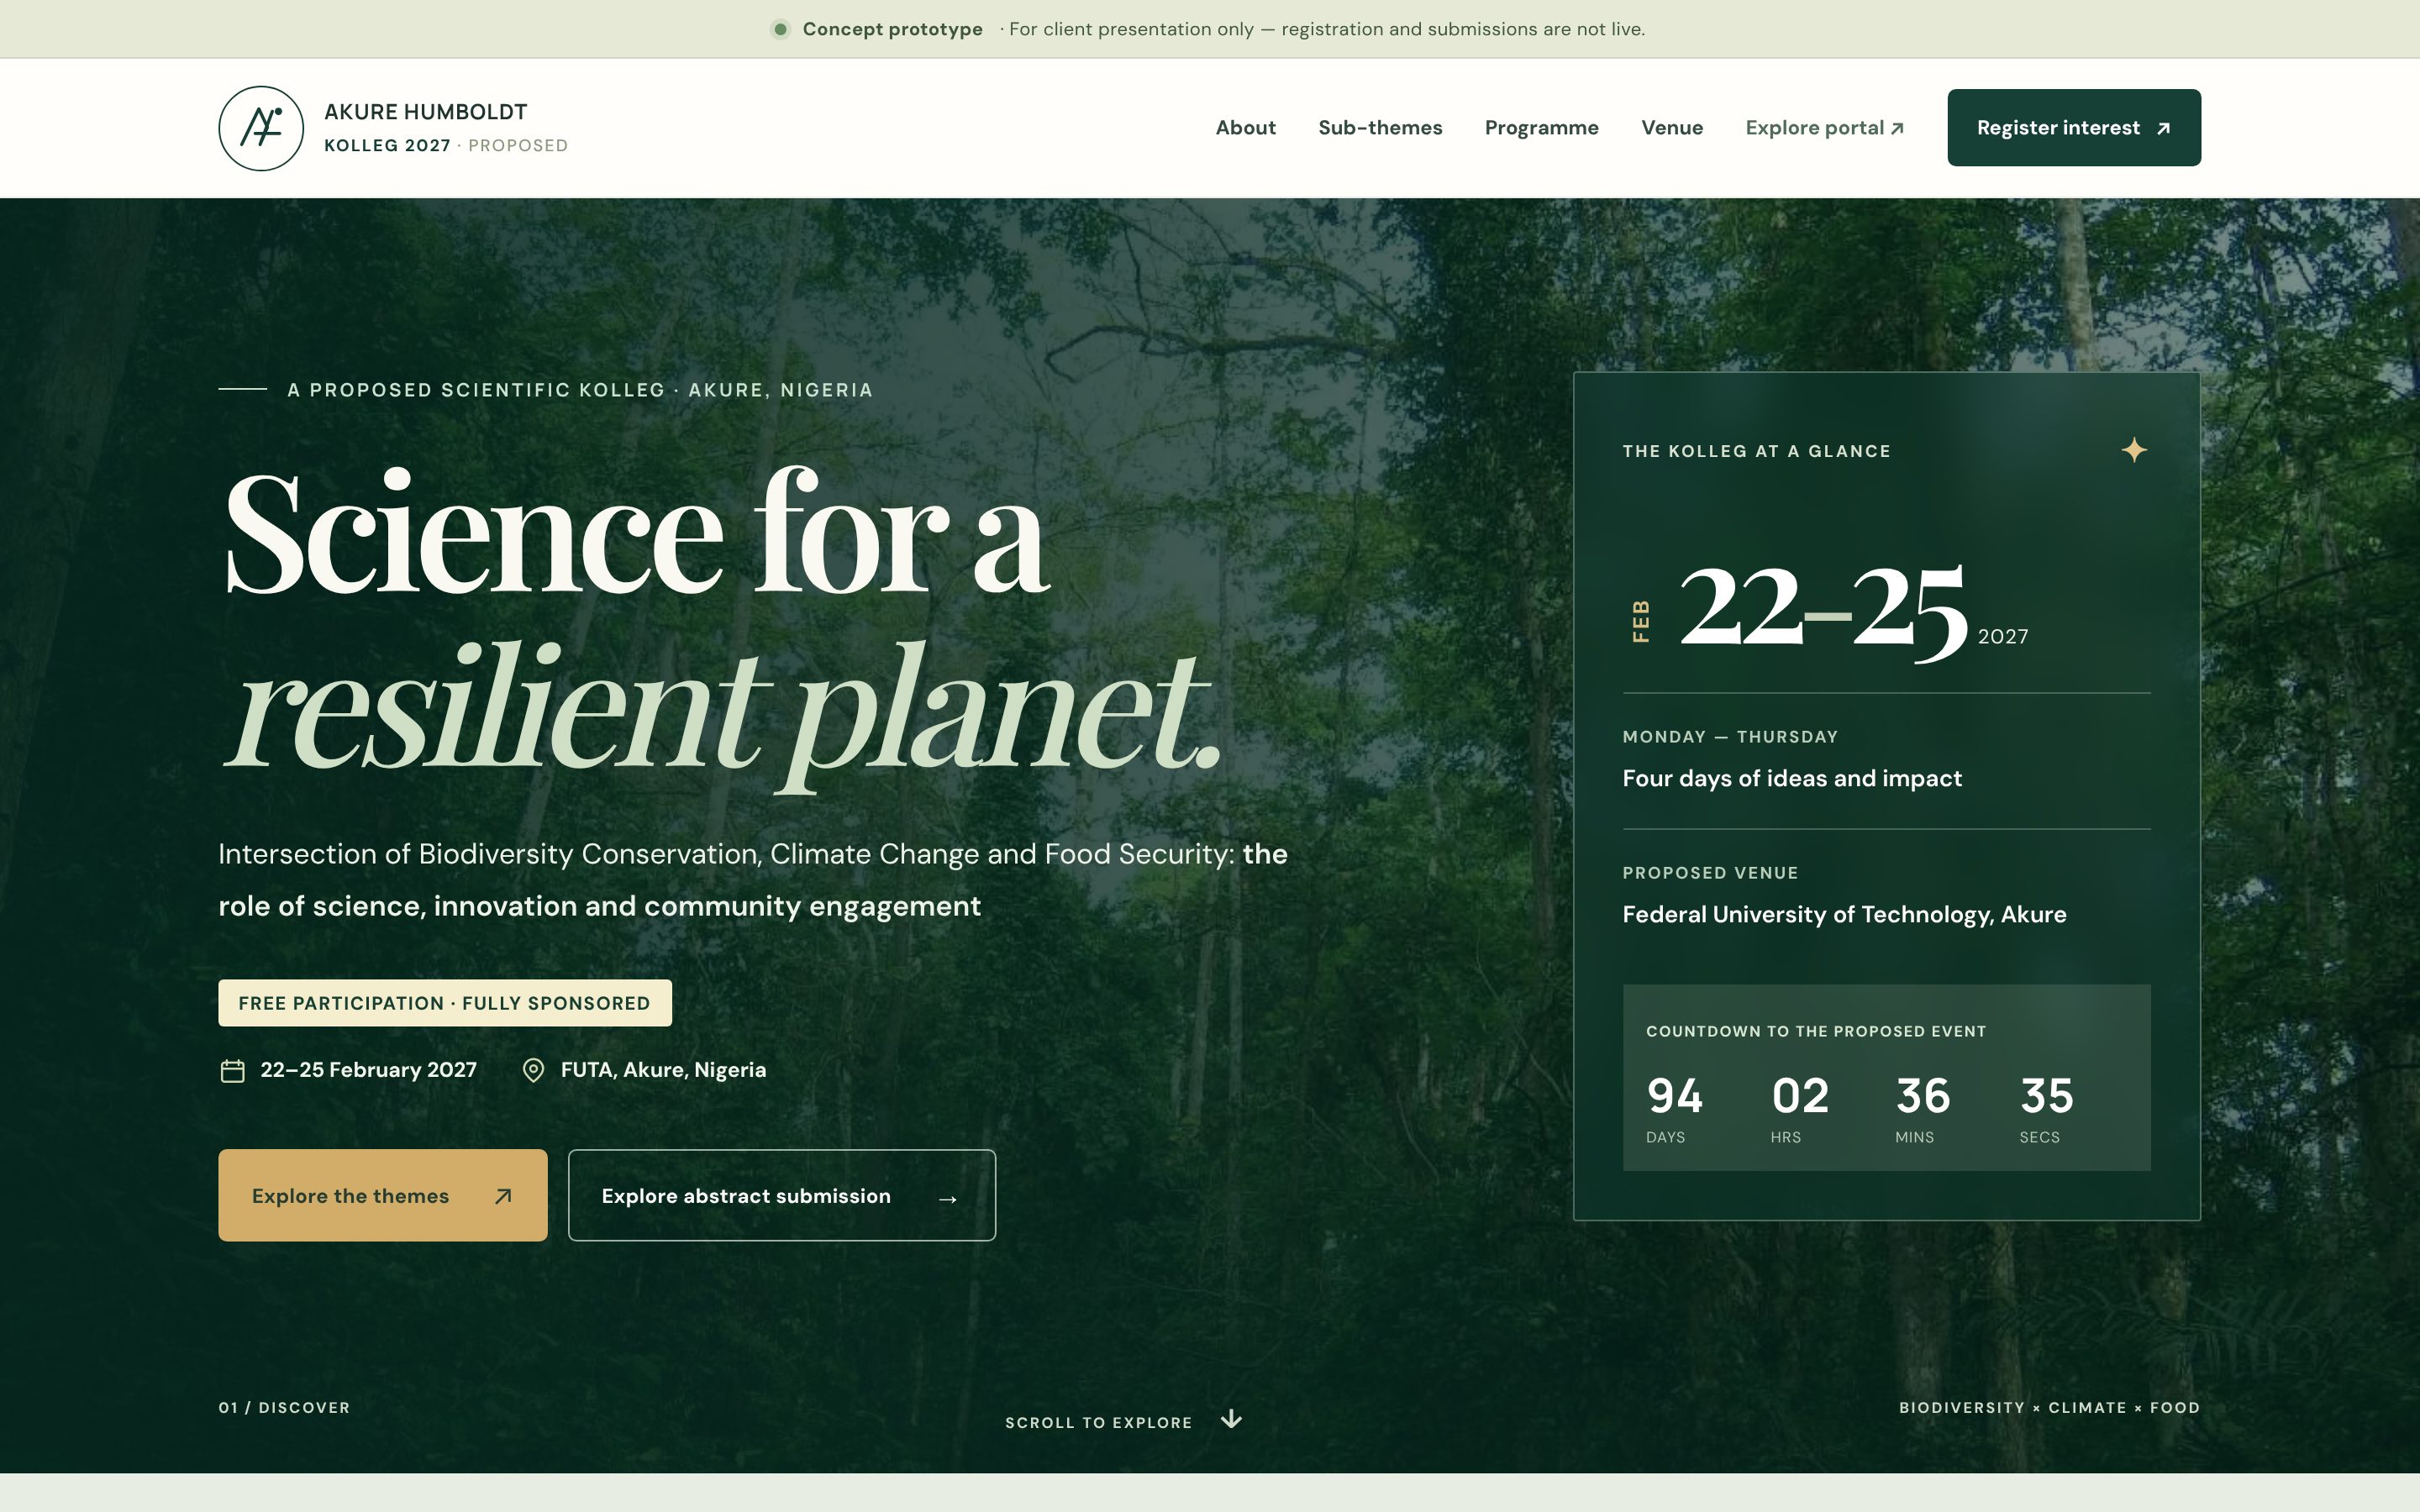 Concept prototype · For client presentation only — registration and submissions are not live.
AKURE HUMBOLDT
KOLLEG 2027 · PROPOSED
About
Sub-themes
Programme
Venue
Explore portal ↗
Register interest ↗
A PROPOSED SCIENTIFIC KOLLEG · AKURE, NIGERIA
Science for a
resilient planet.
Intersection of Biodiversity Conservation, Climate Change and Food Security: the
role of science, innovation and community engagement
FREE PARTICIPATION · FULLY SPONSORED
22–25 February 2027
FUTA, Akure, Nigeria
Explore the themes ↗
Explore abstract submission →
THE KOLLEG AT A GLANCE
FEB 22–25 2027
MONDAY — THURSDAY
Four days of ideas and impact
PROPOSED VENUE
Federal University of Technology, Akure
COUNTDOWN TO THE PROPOSED EVENT
94 02 36 35
DAYS HRS MINS SECS
01 / DISCOVER
SCROLL TO EXPLORE ↓
BIODIVERSITY × CLIMATE × FOOD